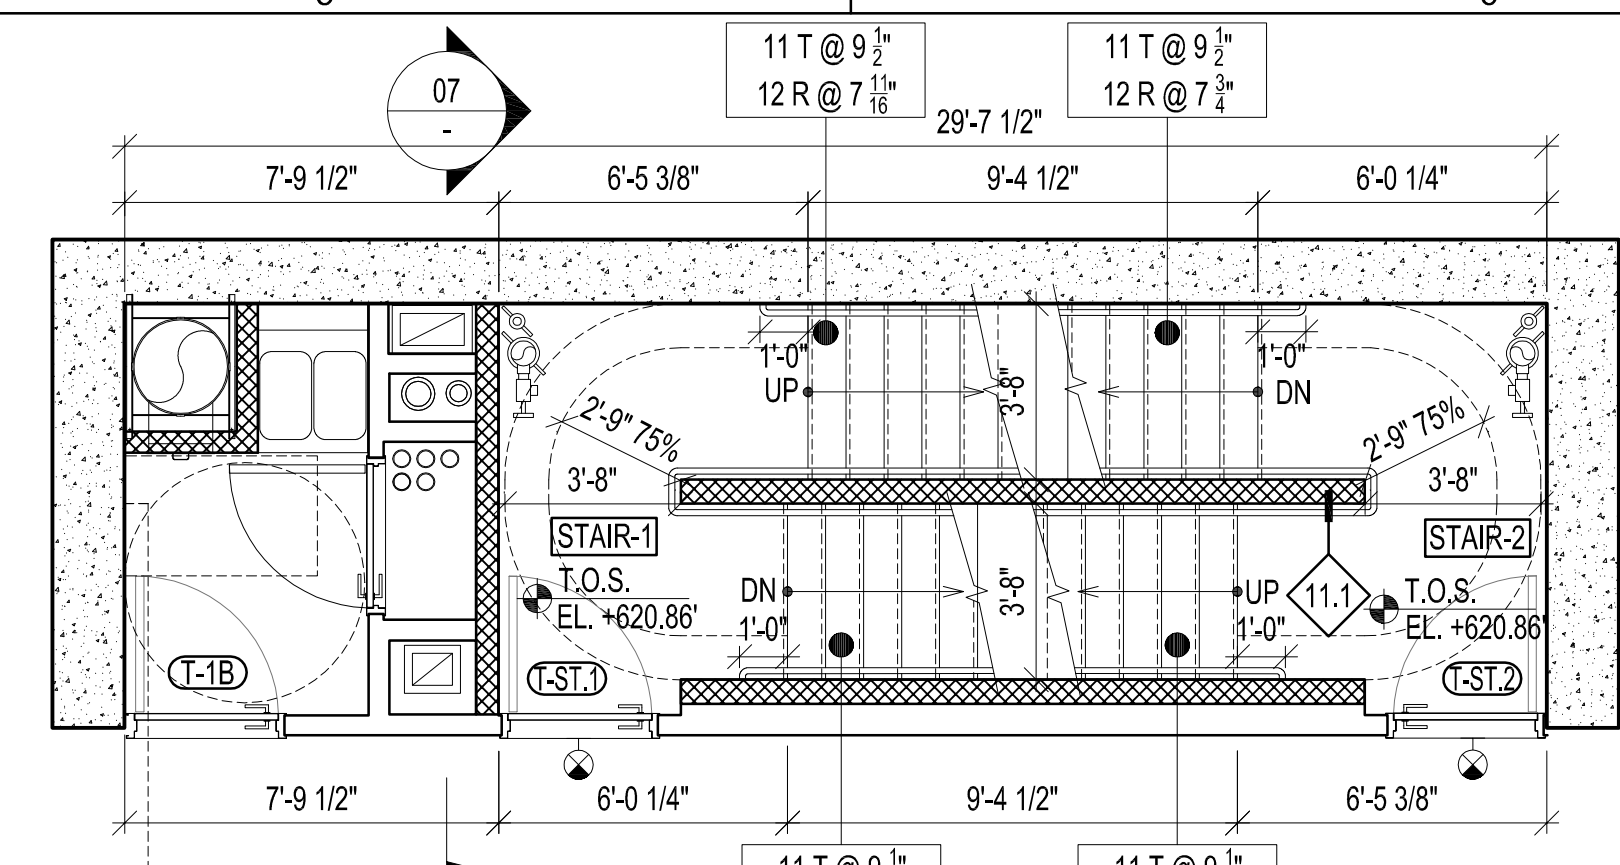 11 T @ 9 1/2"
12 R @ 7 11/16"
11 T @ 9 1/2"
12 R @ 7 3/4"
07
-
29'-7 1/2"
7'-9 1/2"
6'-5 3/8"
9'-4 1/2"
6'-0 1/4"
1'-0"
1'-0"
UP
DN
3'-8"
2'-9" 75%
2'-9" 75%
3'-8"
3'-8"
STAIR-1
STAIR-2
T.O.S.
EL. +620.86'
DN
UP
3'-8"
11.1
T.O.S.
EL. +620.86'
1'-0"
1'-0"
T-1B
T-ST.1
T-ST.2
7'-9 1/2"
6'-0 1/4"
9'-4 1/2"
6'-5 3/8"